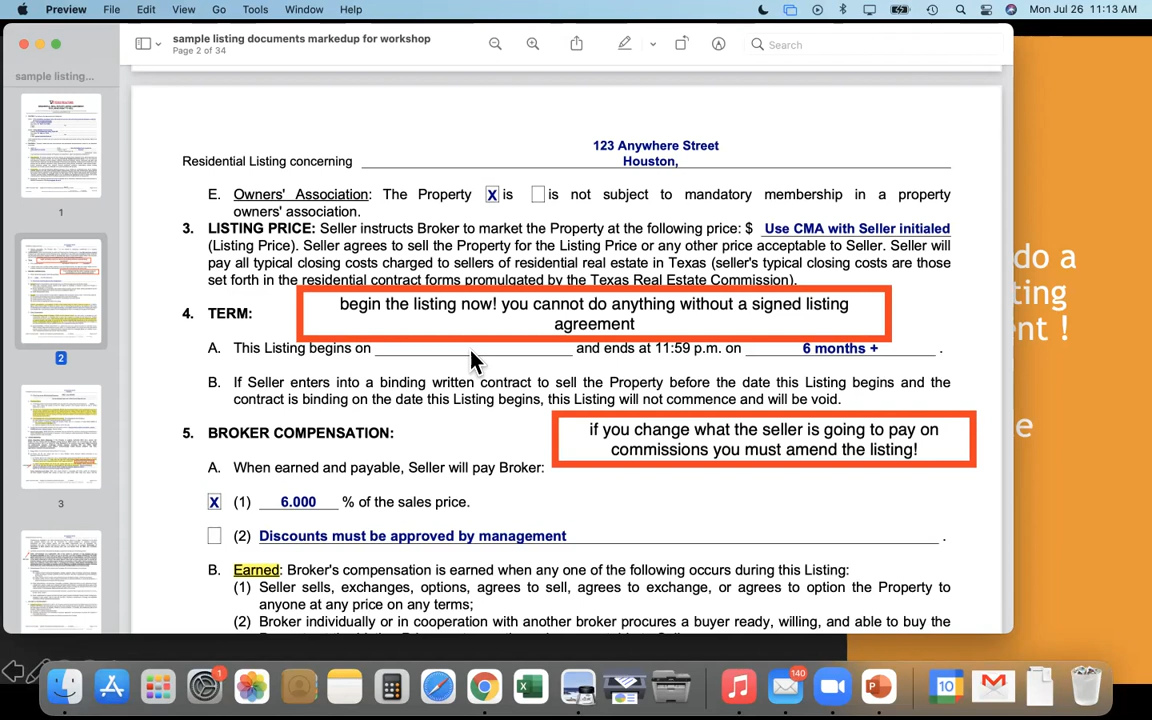 Preview File Edit View Go Tools Window Help Mon Jul 26 11:13 AM
sample listing documents markedup for workshop
Page 2 of 34
Search
sample listing...
1
2
3
123 Anywhere Street
Residential Listing concerning Houston,
E. Owners' Association: The Property X is is not subject to mandatory membership in a property
owners' association.
3. LISTING PRICE: Seller instructs Broker to market the Property at the following price: $ Use CMA with Seller initialed
(Listing Price). Seller agrees to sell the Property for the Listing Price or any other price acceptable to Seller. Seller will
pay all typical closing costs charged to sellers of residential real estate in Texas (seller's typical closing costs are those
set forth in the residential contract forms promulgated by the Texas Real Estate Commission).
begin the listing now! you cannot do anything without a signed listing
agreement
4. TERM:
A. This Listing begins on and ends at 11:59 p.m. on 6 months + .
B. If Seller enters into a binding written contract to sell the Property before the date this Listing begins and the
contract is binding on the date this Listing begins, this Listing will not commence and will be void.
5. BROKER COMPENSATION:
if you change what the seller is going to pay on
commissions you must amend the listing!
A. When earned and payable, Seller will pay Broker:
X (1) 6.000 % of the sales price.
(2) Discounts must be approved by management .
B. Earned: Broker's compensation is earned when any one of the following occurs during this Listing:
(1) Seller sells, exchanges, options, agrees to sell, agrees to exchange, or agrees to option the Property to
anyone at any price on any terms;
(2) Broker individually or in cooperation with another broker procures a buyer ready, willing, and able to buy the
do a
ting
nt !
e
1
140
10